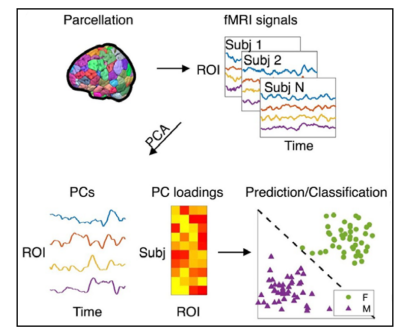 Parcellation
fMRI signals
Subj 1
Subj 2
Subj N
ROI
Time
PCA
PCs
PC loadings
Prediction/Classification
ROI
Subj
Time
ROI
F
M